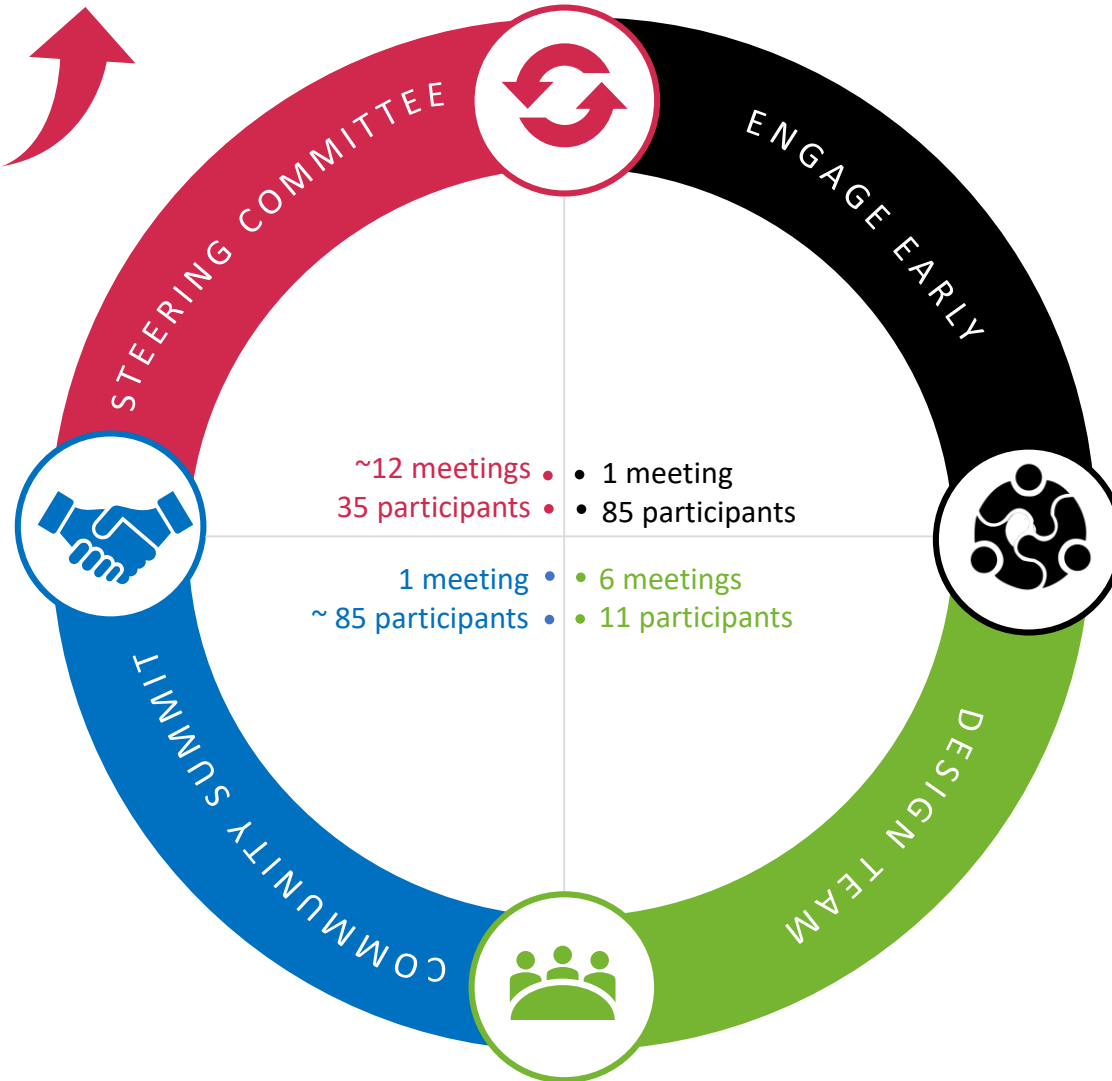 STEERING COMMITTEE
ENGAGE EARLY
~12 meetings •
35 participants •
• 1 meeting
• 85 participants
1 meeting •
~ 85 participants •
• 6 meetings
• 11 participants
COMMUNITY SUMMIT
DESIGN TEAM